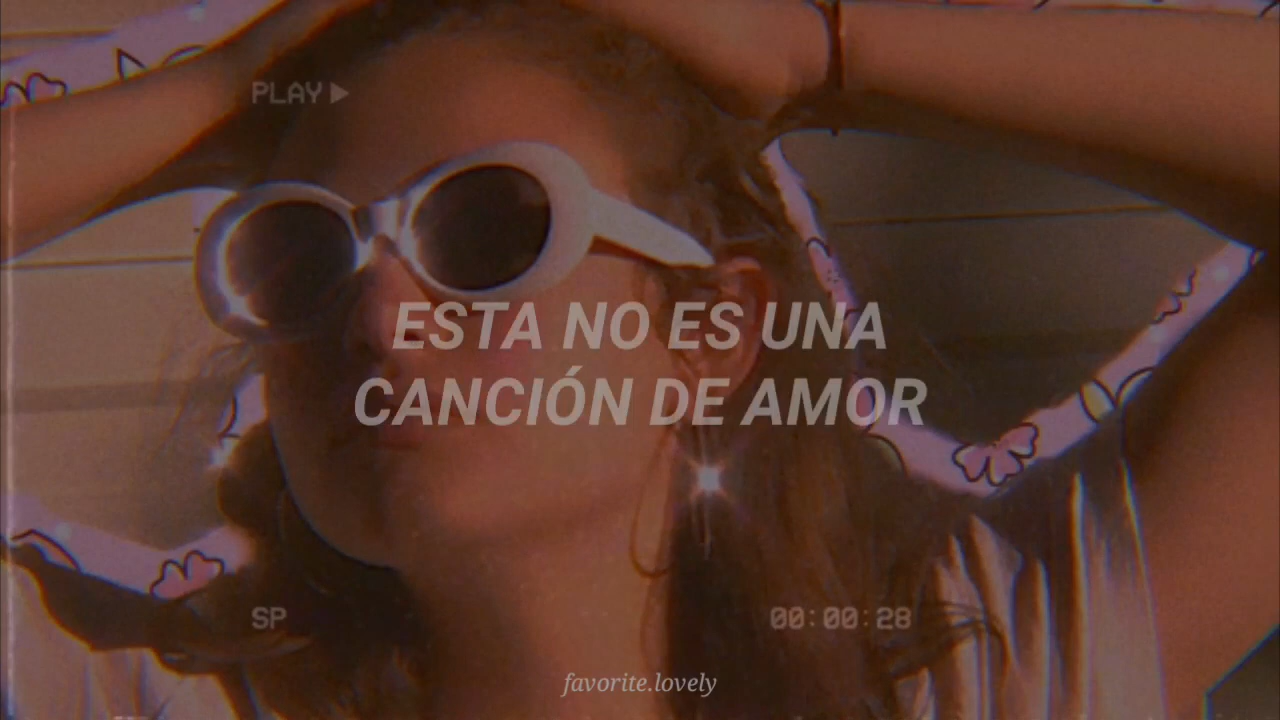 PLAY ▶
ESTA NO ES UNA
CANCIÓN DE AMOR
SP 00:00:28
favorite.lovely